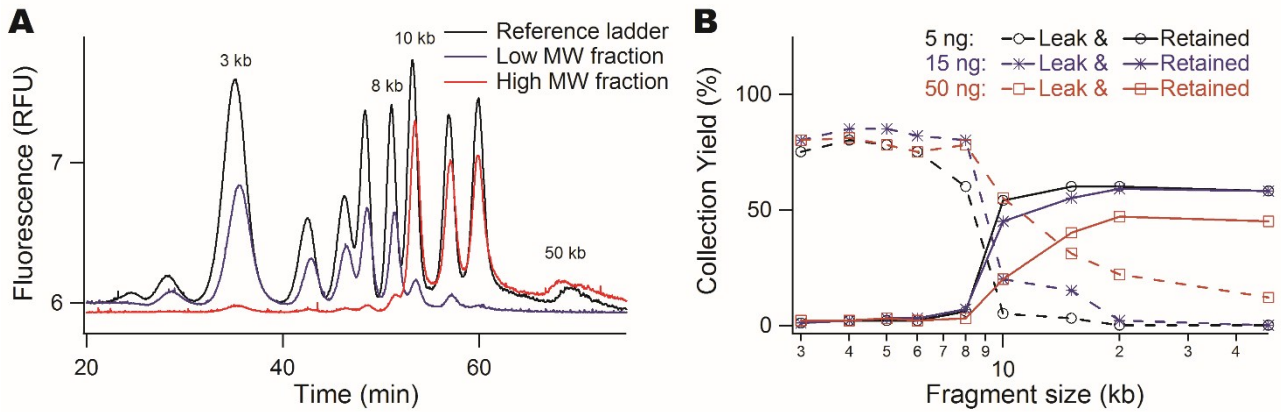 A
Fluorescence (RFU)
7
6
3 kb
8 kb
10 kb
50 kb
Reference ladder
Low MW fraction
High MW fraction
20
40
60
Time (min)
B
Collection Yield (%)
100
50
0
5 ng: Leak & Retained
15 ng: Leak & Retained
50 ng: Leak & Retained
3 4 5 6 7 8 9 10 2 3 4
Fragment size (kb)